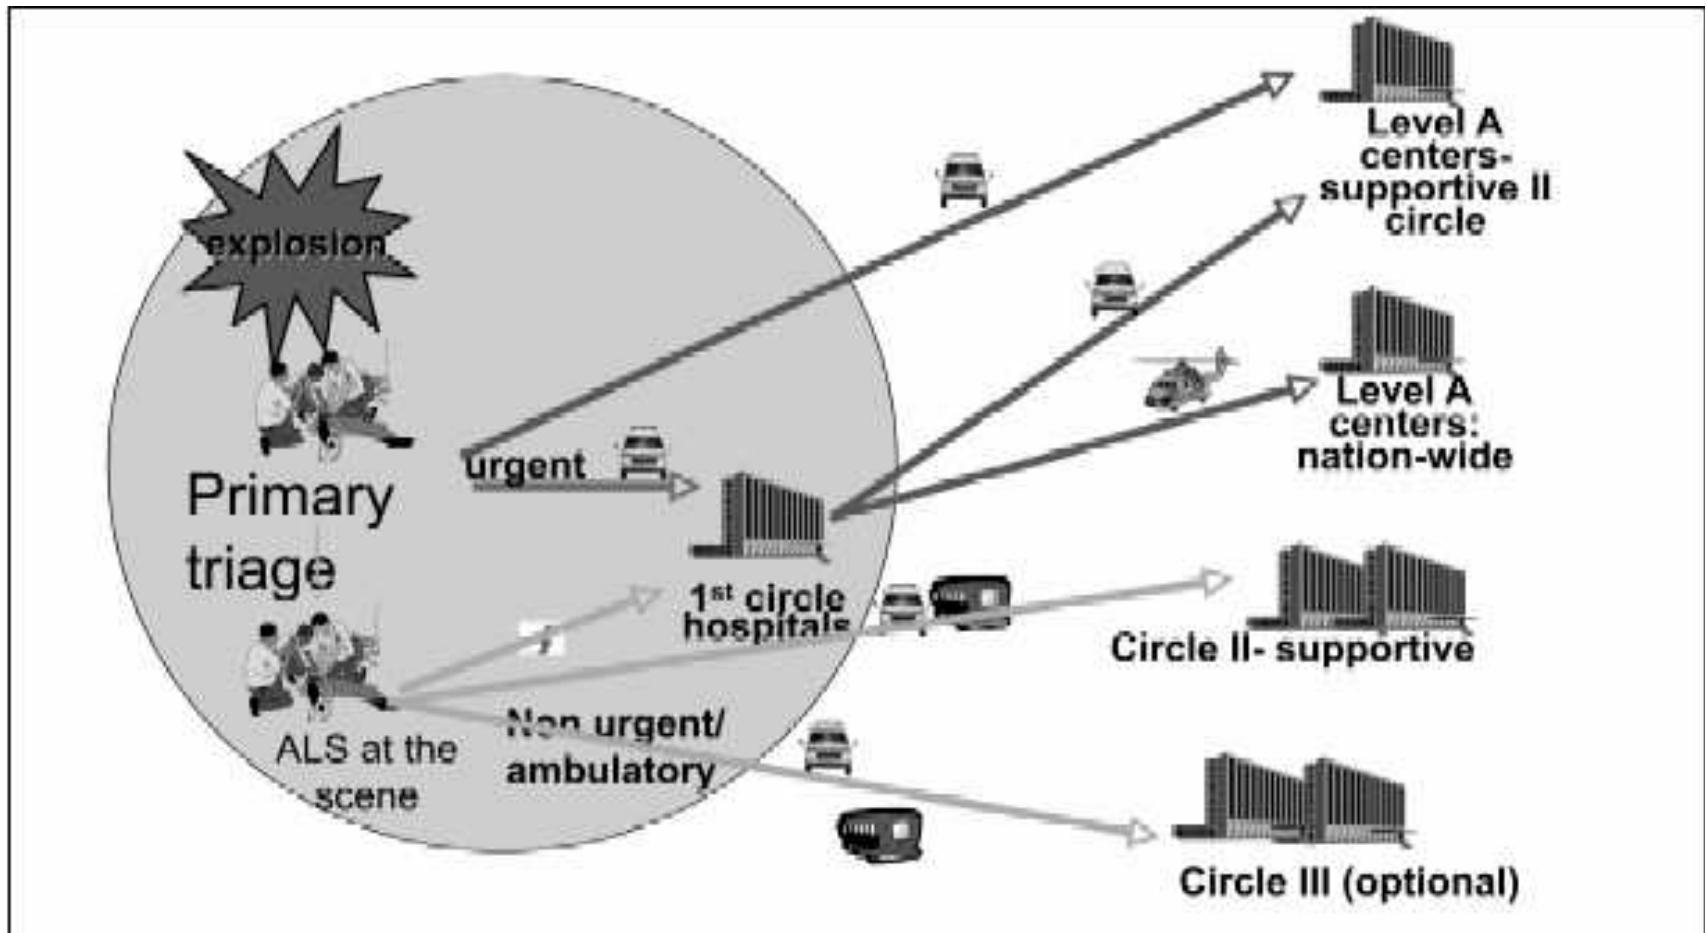 explosion
Primary
triage
ALS at the
scene
urgent
1st circle
hospitals
Non urgent/
ambulatory
Level A
centers-
supportive II
circle
Level A
centers:
nation-wide
Circle II- supportive
Circle III (optional)